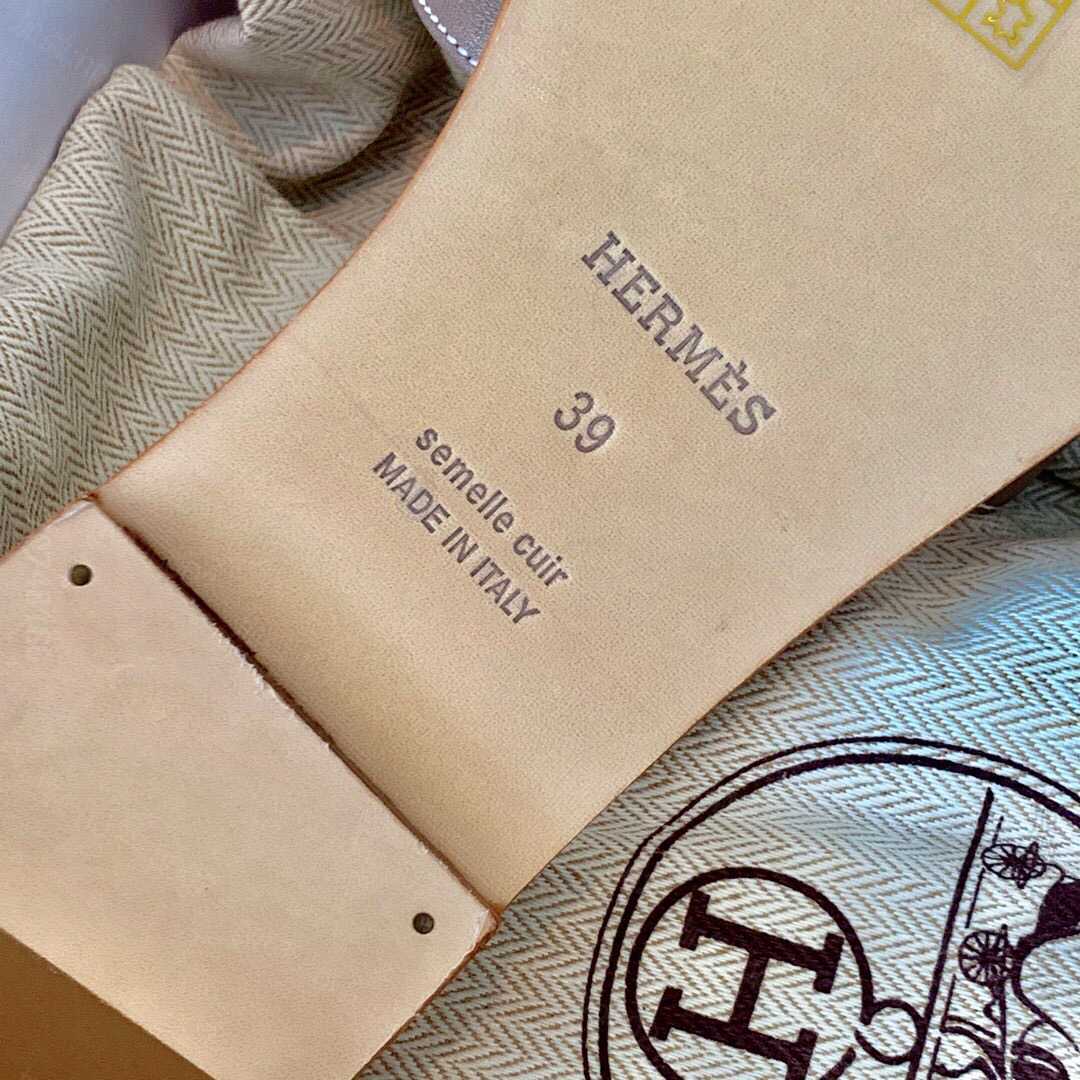 HERMÈS
39
semelle cuir
MADE IN ITALY
H